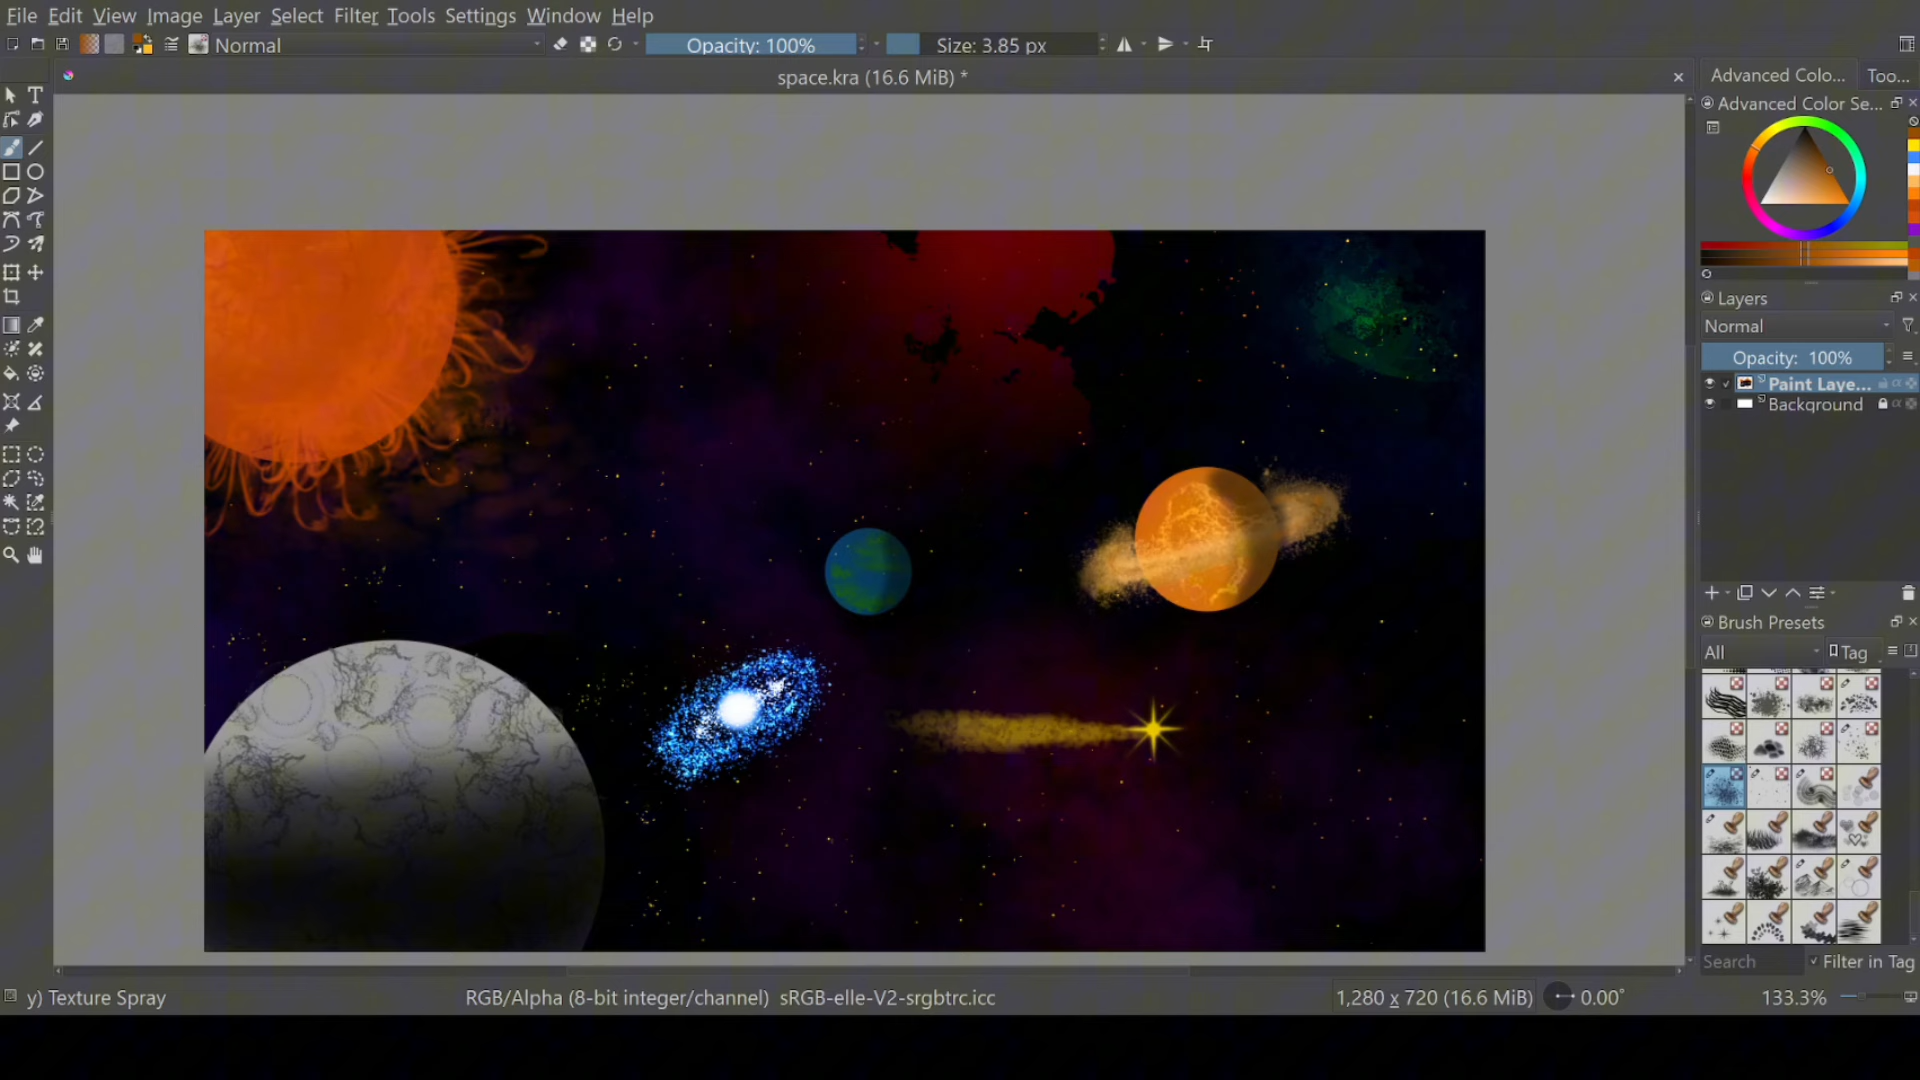 File Edit View Image Layer Select Filter Tools Settings Window Help
Normal Opacity: 100% Size: 3.85 px
space.kra (16.6 MiB) *
Advanced Colo... Too...
Advanced Color Se...
Layers
Normal
Opacity: 100%
Paint Laye...
Background
Brush Presets
All Tag
Search Filter in Tag
y) Texture Spray RGB/Alpha (8-bit integer/channel) sRGB-elle-V2-srgbtrc.icc 1,280 x 720 (16.6 MiB) 0.00° 133.3%